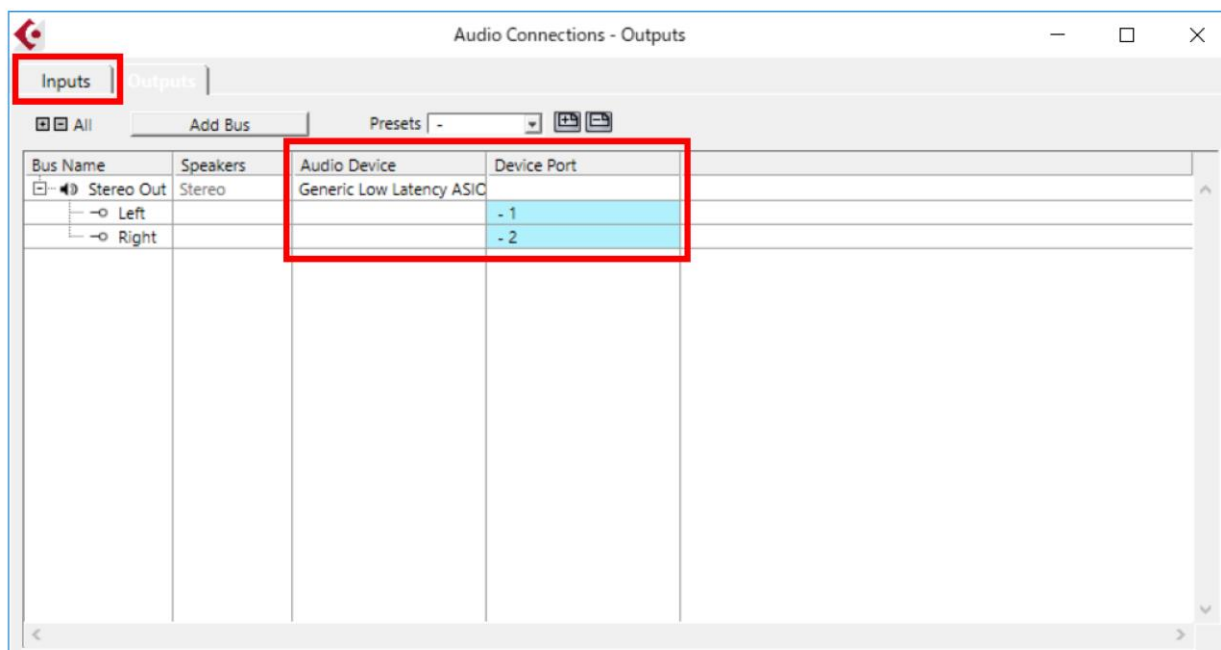 Audio Connections - Outputs
Inputs Outputs
All Add Bus Presets -
Bus Name Speakers Audio Device Device Port
Stereo Out Stereo Generic Low Latency ASIO
Left - 1
Right - 2